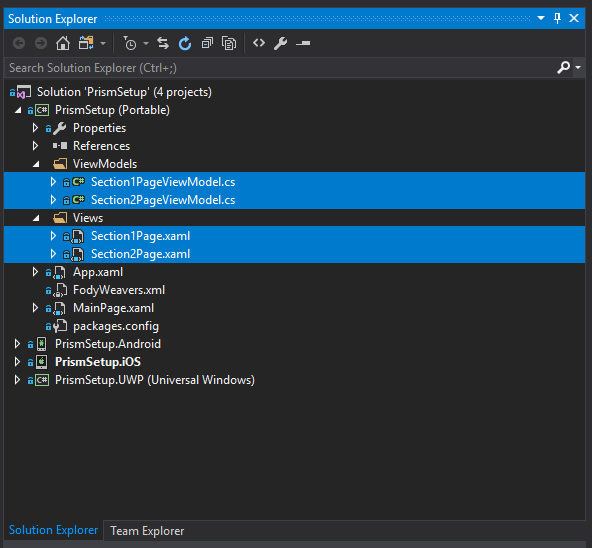 Solution Explorer
Search Solution Explorer (Ctrl+;)
Solution 'PrismSetup' (4 projects)
C# PrismSetup (Portable)
Properties
References
ViewModels
C# Section1PageViewModel.cs
C# Section2PageViewModel.cs
Views
Section1Page.xaml
Section2Page.xaml
App.xaml
FodyWeavers.xml
MainPage.xaml
packages.config
PrismSetup.Android
PrismSetup.iOS
C# PrismSetup.UWP (Universal Windows)
Solution Explorer Team Explorer